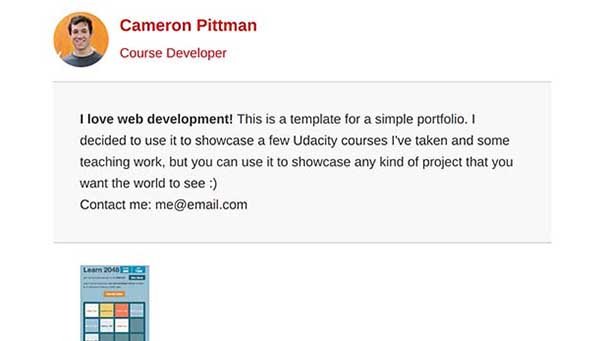 Cameron Pittman
Course Developer
I love web development! This is a template for a simple portfolio. I
decided to use it to showcase a few Udacity courses I've taken and some
teaching work, but you can use it to showcase any kind of project that you
want the world to see :)
Contact me: me@email.com
Learn 2048